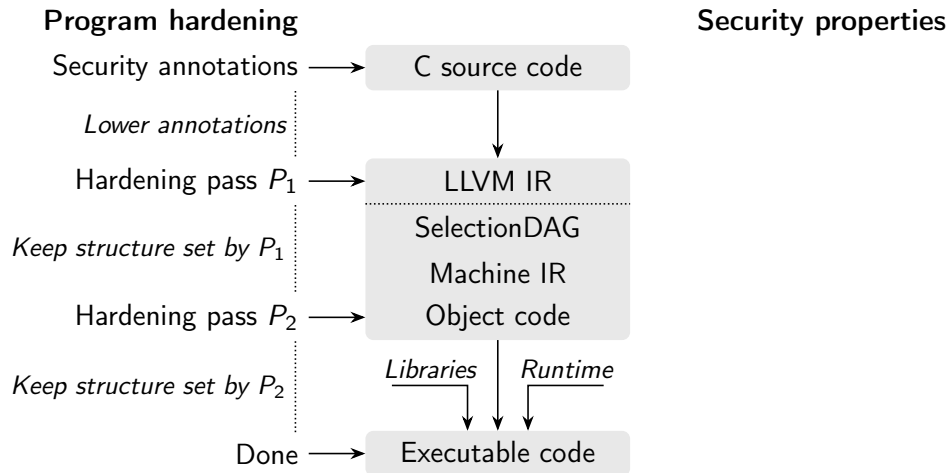 Program hardening
Security properties
Security annotations
C source code
Lower annotations
Hardening pass P₁
LLVM IR
SelectionDAG
Keep structure set by P₁
Machine IR
Hardening pass P₂
Object code
Libraries
Runtime
Keep structure set by P₂
Done
Executable code